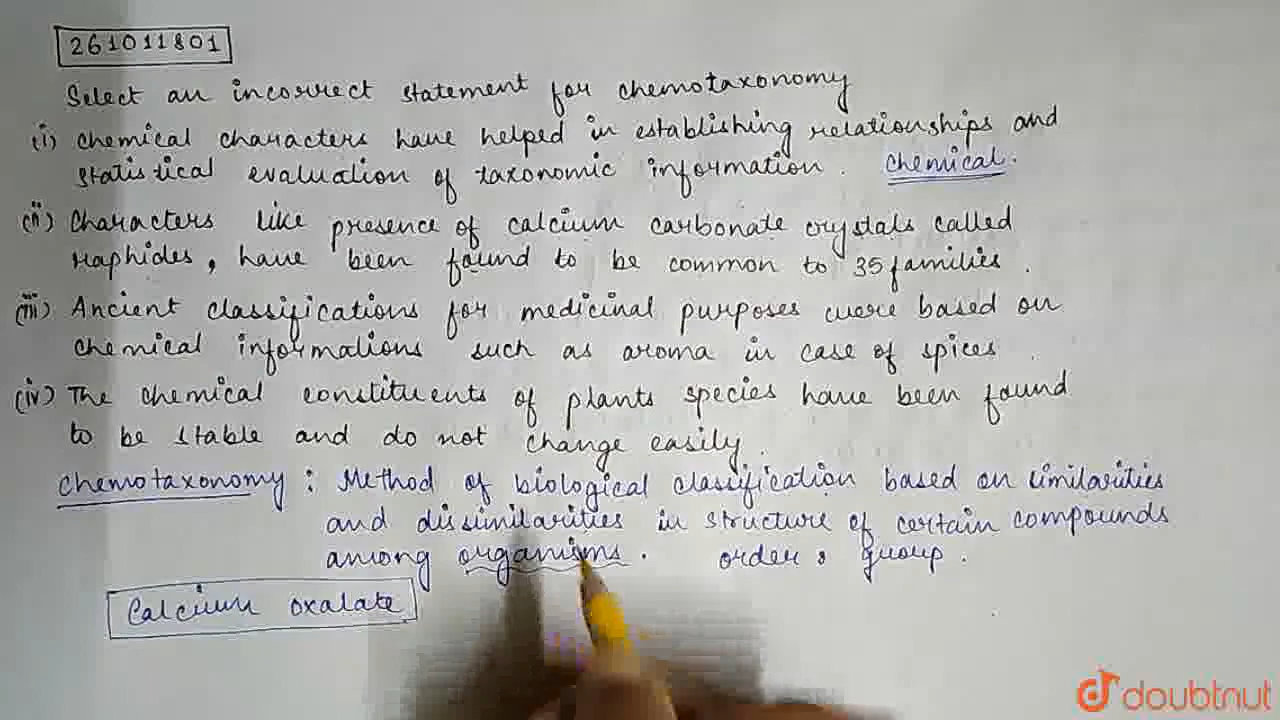 261011801
Select an incorrect statement for chemotaxonomy
(i) Chemical characters have helped in establishing relationships and
statistical evaluation of taxonomic information. Chemical.
(ii) Characters like presence of calcium carbonate crystals called
raphides, have been found to be common to 35 families.
(iii) Ancient classifications for medicinal purposes were based on
chemical informations such as aroma in case of spices.
(iv) The chemical constituents of plants species have been found
to be stable and do not change easily.
Chemotaxonomy : Method of biological classification based on similarities
and dissimilarities in structure of certain compounds
among organisms. order, group.
Calcium oxalate
doubtnut